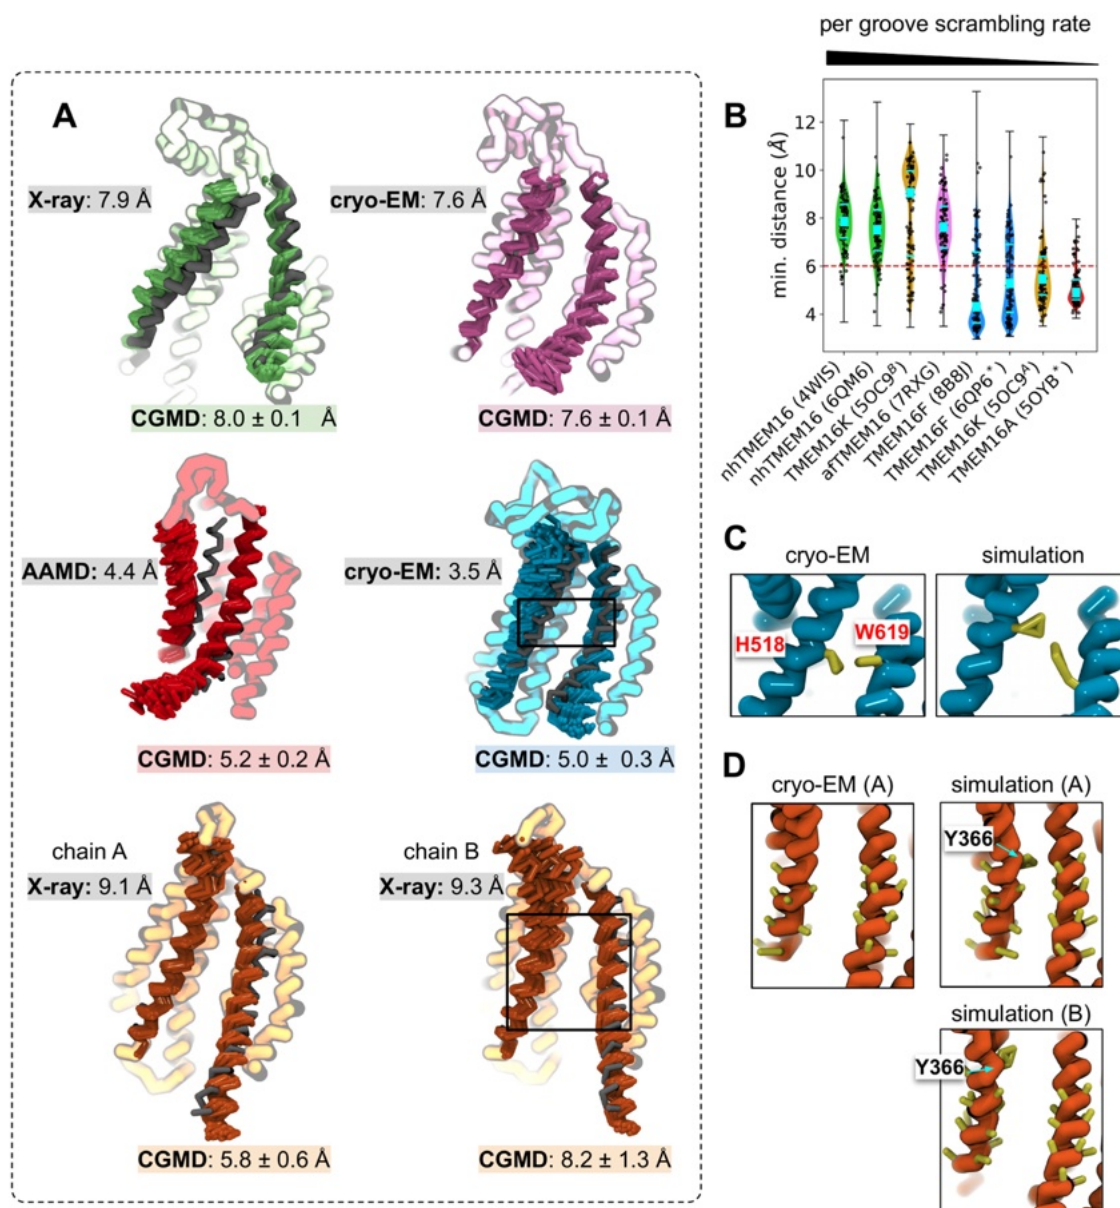 A
X-ray: 7.9 Å
cryo-EM: 7.6 Å
CGMD: 8.0 ± 0.1 Å
CGMD: 7.6 ± 0.1 Å
AAMD: 4.4 Å
cryo-EM: 3.5 Å
CGMD: 5.2 ± 0.2 Å
CGMD: 5.0 ± 0.3 Å
chain A
X-ray: 9.1 Å
chain B
X-ray: 9.3 Å
CGMD: 5.8 ± 0.6 Å
CGMD: 8.2 ± 1.3 Å
per groove scrambling rate
B
min. distance (Å)
12
10
8
6
4
nhTMEM16 (4WIS)
nhTMEM16 (6QM6)
TMEM16K (5OC9ᴮ)
afTMEM16 (7RXG)
TMEM16F (8B8J)
TMEM16F (6QP6*)
TMEM16K (5OC9ᴬ)
TMEM16A (5OYB*)
C
cryo-EM
simulation
H518
W619
D
cryo-EM (A)
simulation (A)
Y366
simulation (B)
Y366